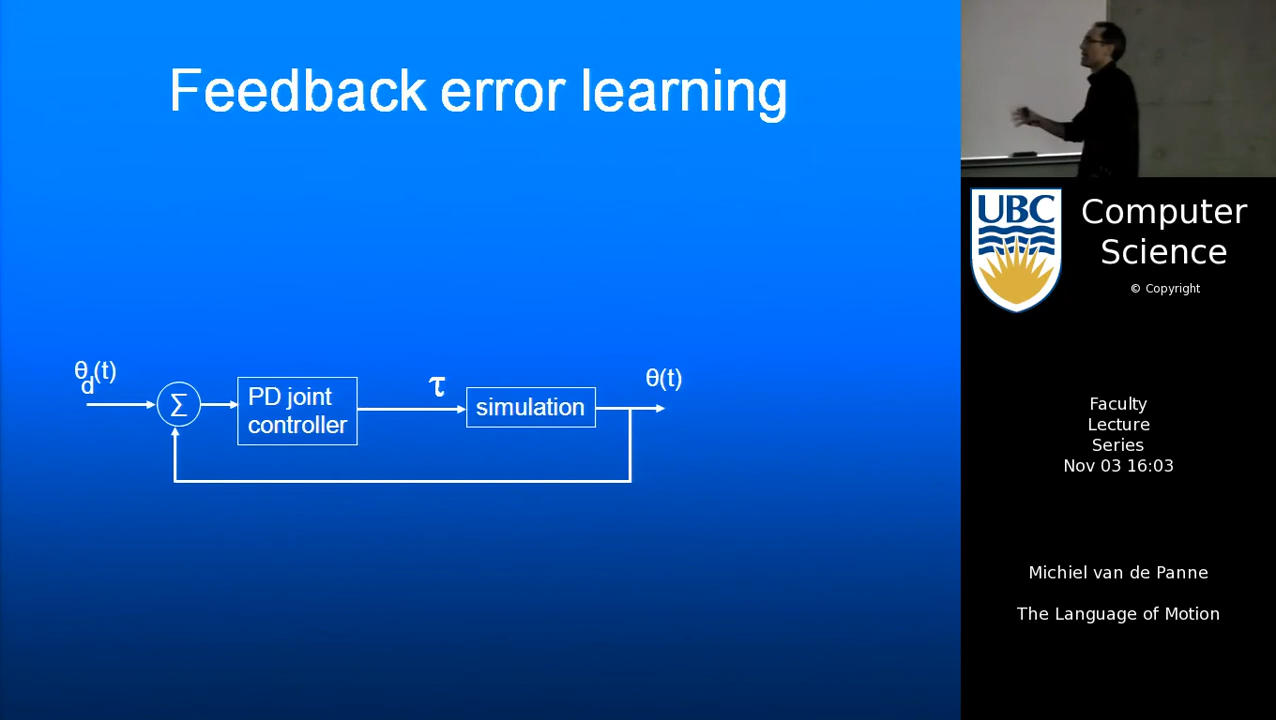 Feedback error learning
θd(t)
Σ
PD joint
controller
τ
simulation
θ(t)
UBC
Computer
Science
© Copyright
Faculty
Lecture
Series
Nov 03 16:03
Michiel van de Panne
The Language of Motion